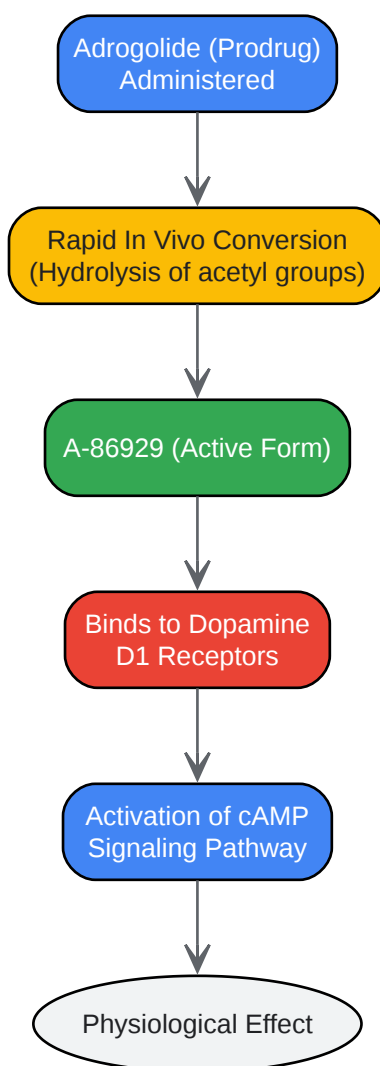 Adrogolide (Prodrug)
Administered
Rapid In Vivo Conversion
(Hydrolysis of acetyl groups)
A-86929 (Active Form)
Binds to Dopamine
D1 Receptors
Activation of cAMP
Signaling Pathway
Physiological Effect